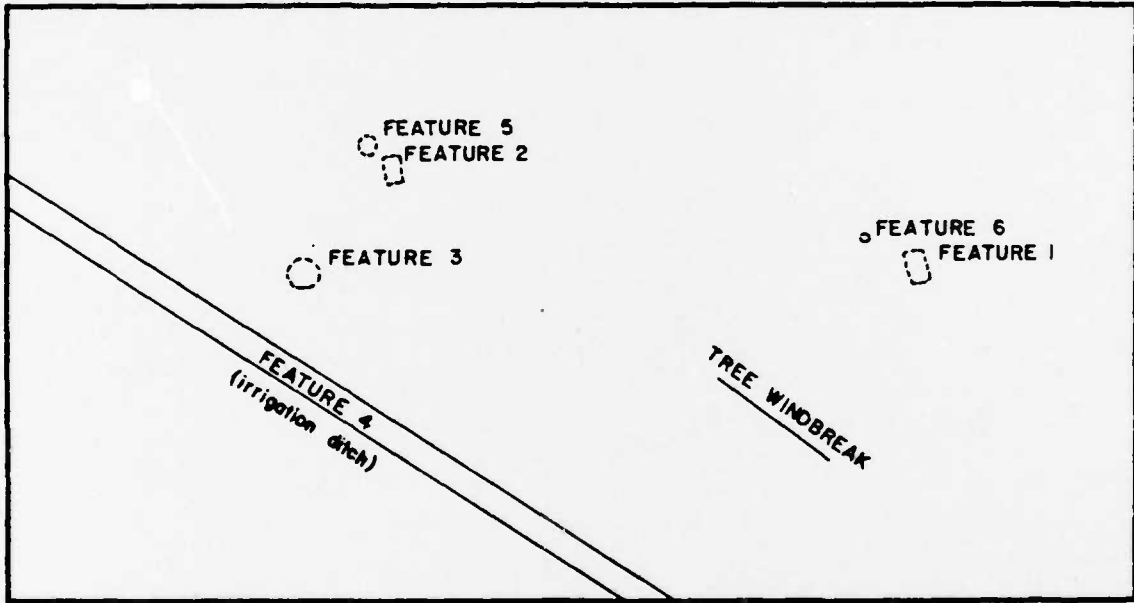 FEATURE 5
FEATURE 2
FEATURE 6
FEATURE 3
FEATURE 1
TREE WINDBREAK
FEATURE 4
(irrigation ditch)